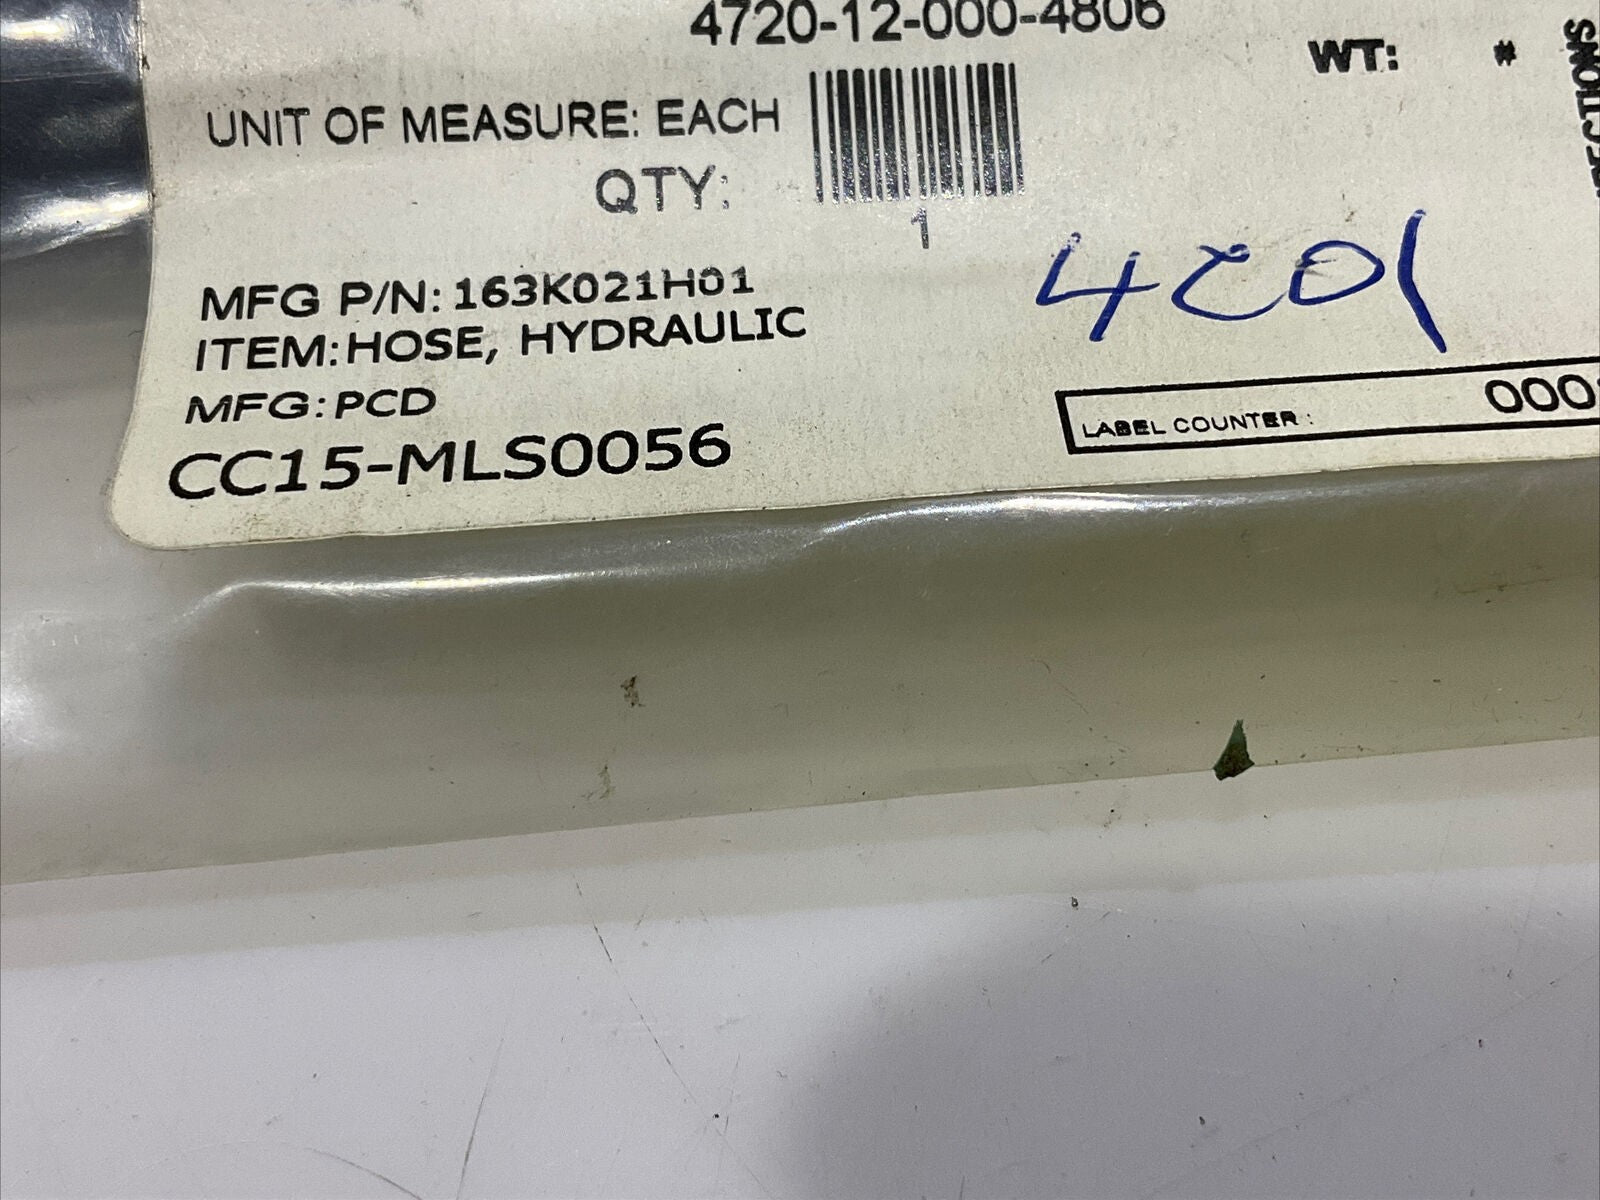 4720-12-000-4806
WT: #
UNIT OF MEASURE: EACH
QTY:
1
MFG P/N: 163K021H01
ITEM:HOSE, HYDRAULIC
MFG:PCD
CC15-MLS0056
LABEL COUNTER :
000